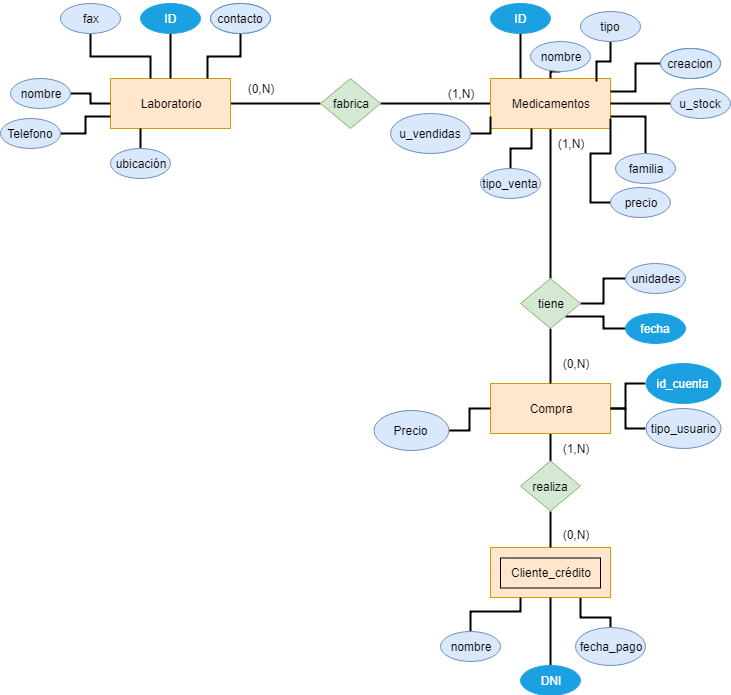 fax
ID
contacto
ID
tipo
nombre
creacion
nombre
(0,N)
(1,N)
Laboratorio
fabrica
Medicamentos
u_stock
Telefono
u_vendidas
(1,N)
ubicación
familia
tipo_venta
precio
unidades
tiene
fecha
(0,N)
id_cuenta
Compra
Precio
tipo_usuario
(1,N)
realiza
(0,N)
Cliente_crédito
nombre
fecha_pago
DNI